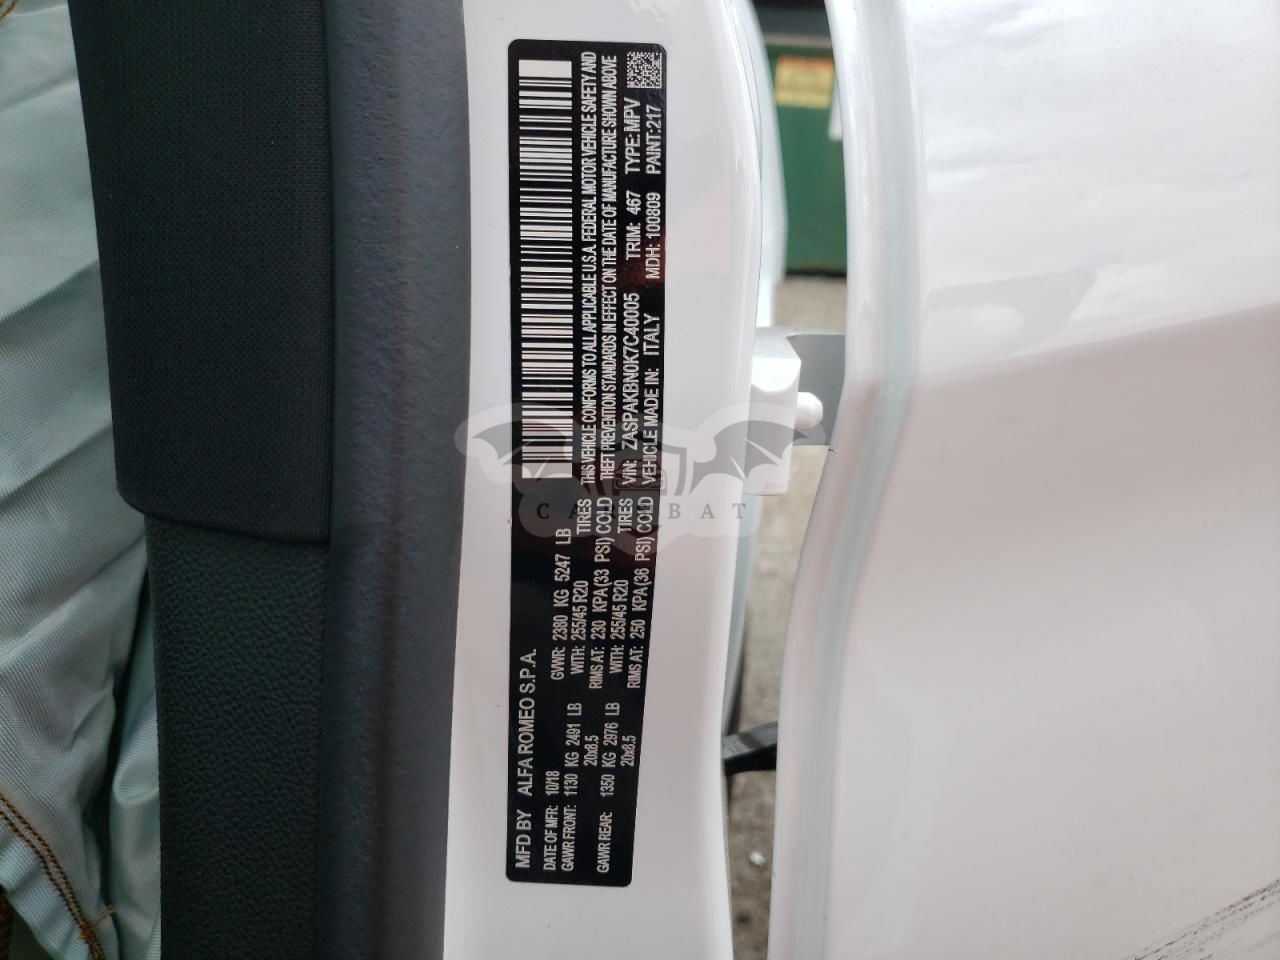 MFD BY ALFA ROMEO S.P.A.
DATE OF MFR: 10/18 GVWR: 2380 KG 5247 LB
GAWR FRONT: 1130 KG 2491 LB WITH: 255/45 R20 TIRES
20x8.5 RIMS AT: 230 KPA(33 PSI) COLD
GAWR REAR: 1350 KG 2976 LB WITH: 255/45 R20 TIRES
20x8.5 RIMS AT: 250 KPA(36 PSI) COLD
THIS VEHICLE CONFORMS TO ALL APPLICABLE U.S.A. FEDERAL MOTOR VEHICLE SAFETY AND
THEFT PREVENTION STANDARDS IN EFFECT ON THE DATE OF MANUFACTURE SHOWN ABOVE
VIN: ZASPAKBN0K7C40005 TRIM: 467 TYPE:MPV
VEHICLE MADE IN: ITALY MDH: 100809 PAINT:217
CARSBAT